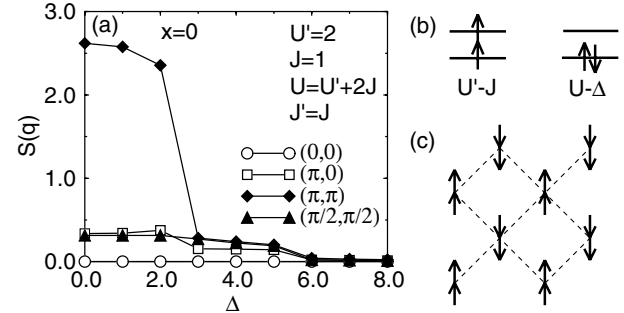 (a)
x=0
U'=2
J=1
U=U'+2J
J'=J
(0,0)
(π,0)
(π,π)
(π/2,π/2)
S(q)
3.0
2.0
1.0
0.0
0.0 2.0 4.0 6.0 8.0
Δ
(b)
U'-J U-Δ
(c)